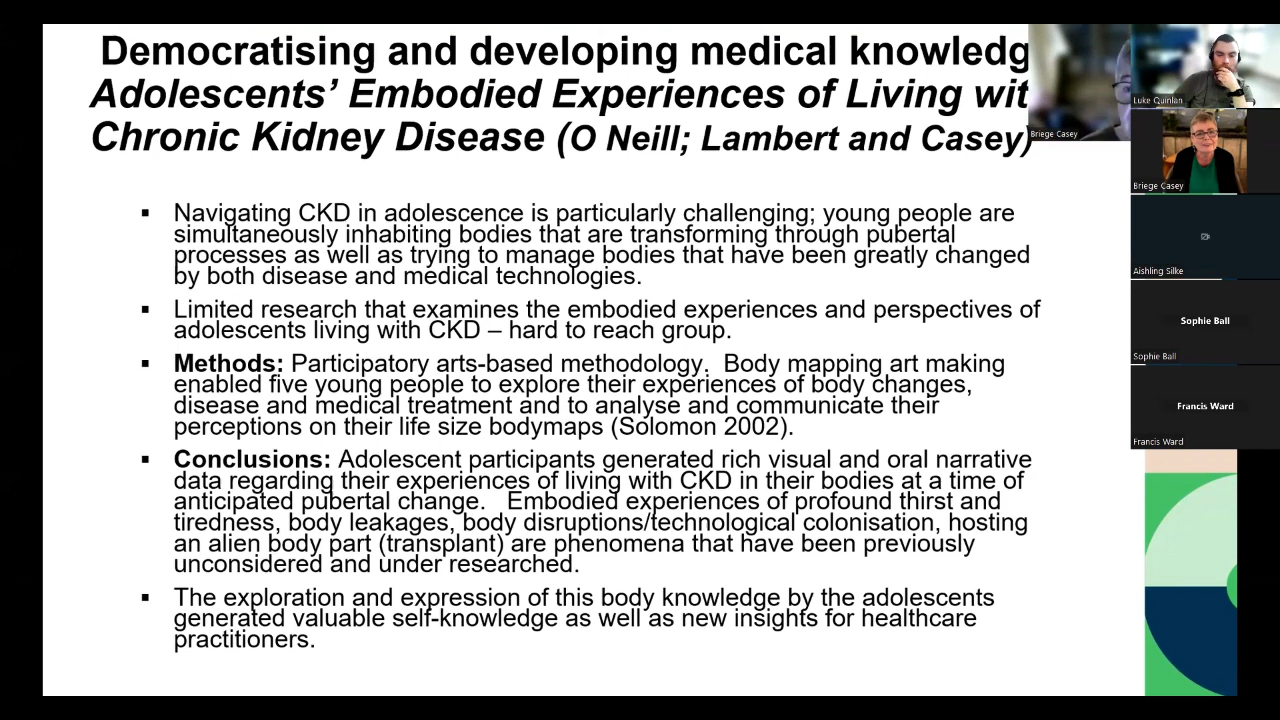 Democratising and developing medical knowledg
Adolescents' Embodied Experiences of Living wit
Chronic Kidney Disease (O Neill; Lambert and Casey)
▪ Navigating CKD in adolescence is particularly challenging; young people are
simultaneously inhabiting bodies that are transforming through pubertal
processes as well as trying to manage bodies that have been greatly changed
by both disease and medical technologies.
▪ Limited research that examines the embodied experiences and perspectives of
adolescents living with CKD – hard to reach group.
▪ Methods: Participatory arts-based methodology.  Body mapping art making
enabled five young people to explore their experiences of body changes,
disease and medical treatment and to analyse and communicate their
perceptions on their life size bodymaps (Solomon 2002).
▪ Conclusions: Adolescent participants generated rich visual and oral narrative
data regarding their experiences of living with CKD in their bodies at a time of
anticipated pubertal change.   Embodied experiences of profound thirst and
tiredness, body leakages, body disruptions/technological colonisation, hosting
an alien body part (transplant) are phenomena that have been previously
unconsidered and under researched.
▪ The exploration and expression of this body knowledge by the adolescents
generated valuable self-knowledge as well as new insights for healthcare
practitioners.
Briege Casey
Luke Quinlan
Briege Casey
Aishling Silke
Sophie Ball
Sophie Ball
Francis Ward
Francis Ward